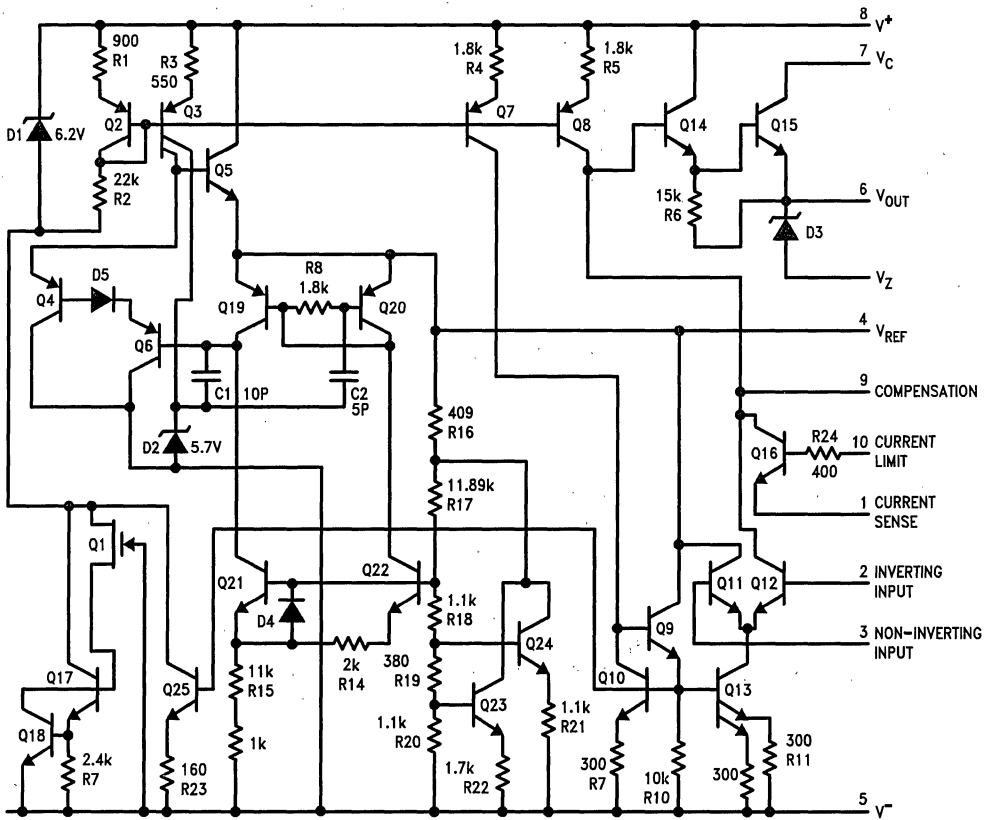 8 V+
7 VC
900
R1
R3
550
1.8k
R4
1.8k
R5
D1
6.2V
Q2
Q3
Q7
Q8
Q14
Q15
Q5
22k
R2
15k
R6
6 VOUT
D3
VZ
Q4
D5
R8
1.8k
Q19
Q20
4 VREF
Q6
C1
10P
C2
5P
9 COMPENSATION
D2
5.7V
409
R16
Q16
R24
400
10 CURRENT
LIMIT
11.89k
R17
1 CURRENT
SENSE
Q1
Q21
Q22
D4
1.1k
R18
Q11
Q12
2 INVERTING
INPUT
Q24
Q9
3 NON-INVERTING
INPUT
Q17
Q25
11k
R15
2k
R14
380
R19
Q10
Q13
Q18
Q23
1.1k
R21
1.1k
R20
2.4k
R7
160
R23
1k
1.7k
R22
300
R7
10k
R10
300
300
R11
5 V-